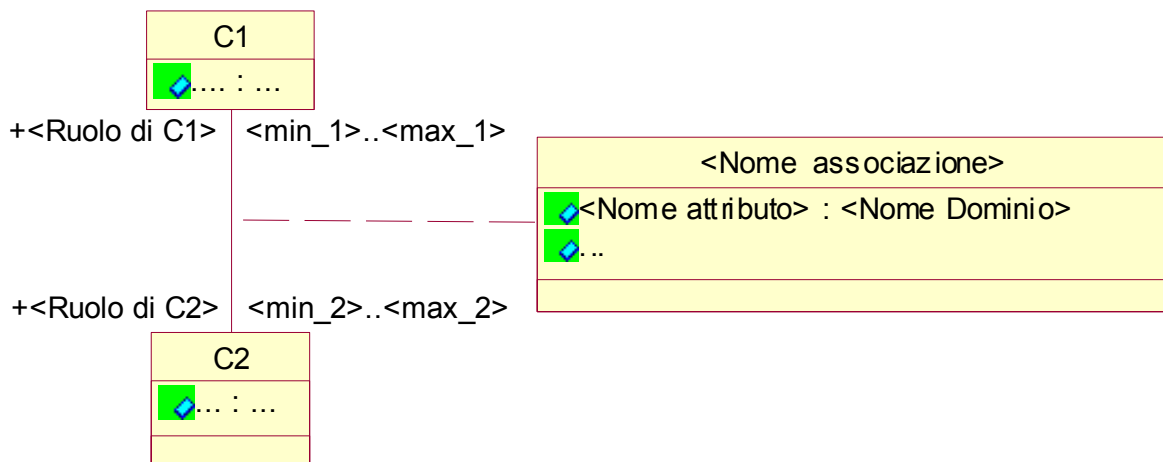 C1
.... : ...
+<Ruolo di C1> <min_1>..<max_1>
<Nome associazione>
<Nome attributo> : <Nome Dominio>
...
+<Ruolo di C2> <min_2>..<max_2>
C2
... : ...